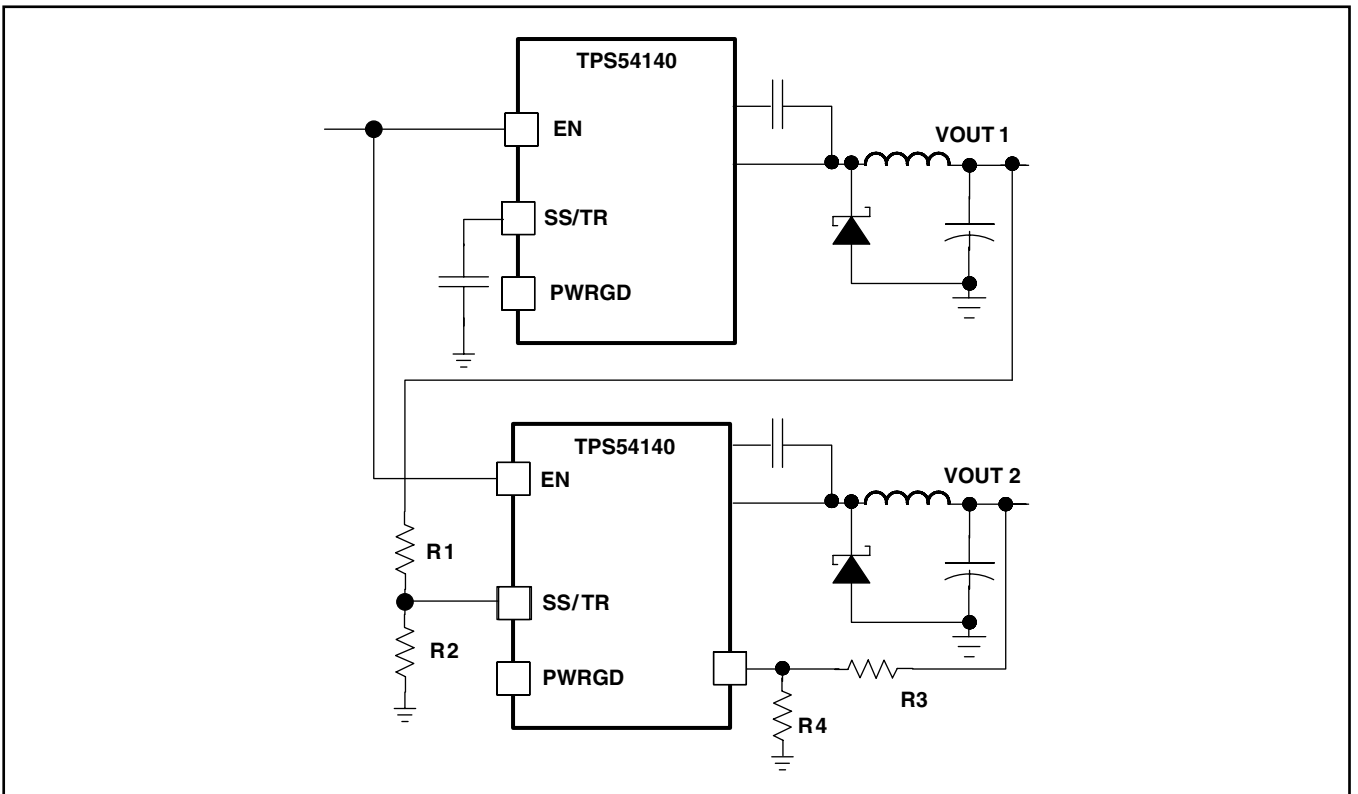 TPS54140
EN
VOUT 1
SS/TR
PWRGD
TPS54140
EN
VOUT 2
R1
SS/TR
R2
PWRGD
R3
R4